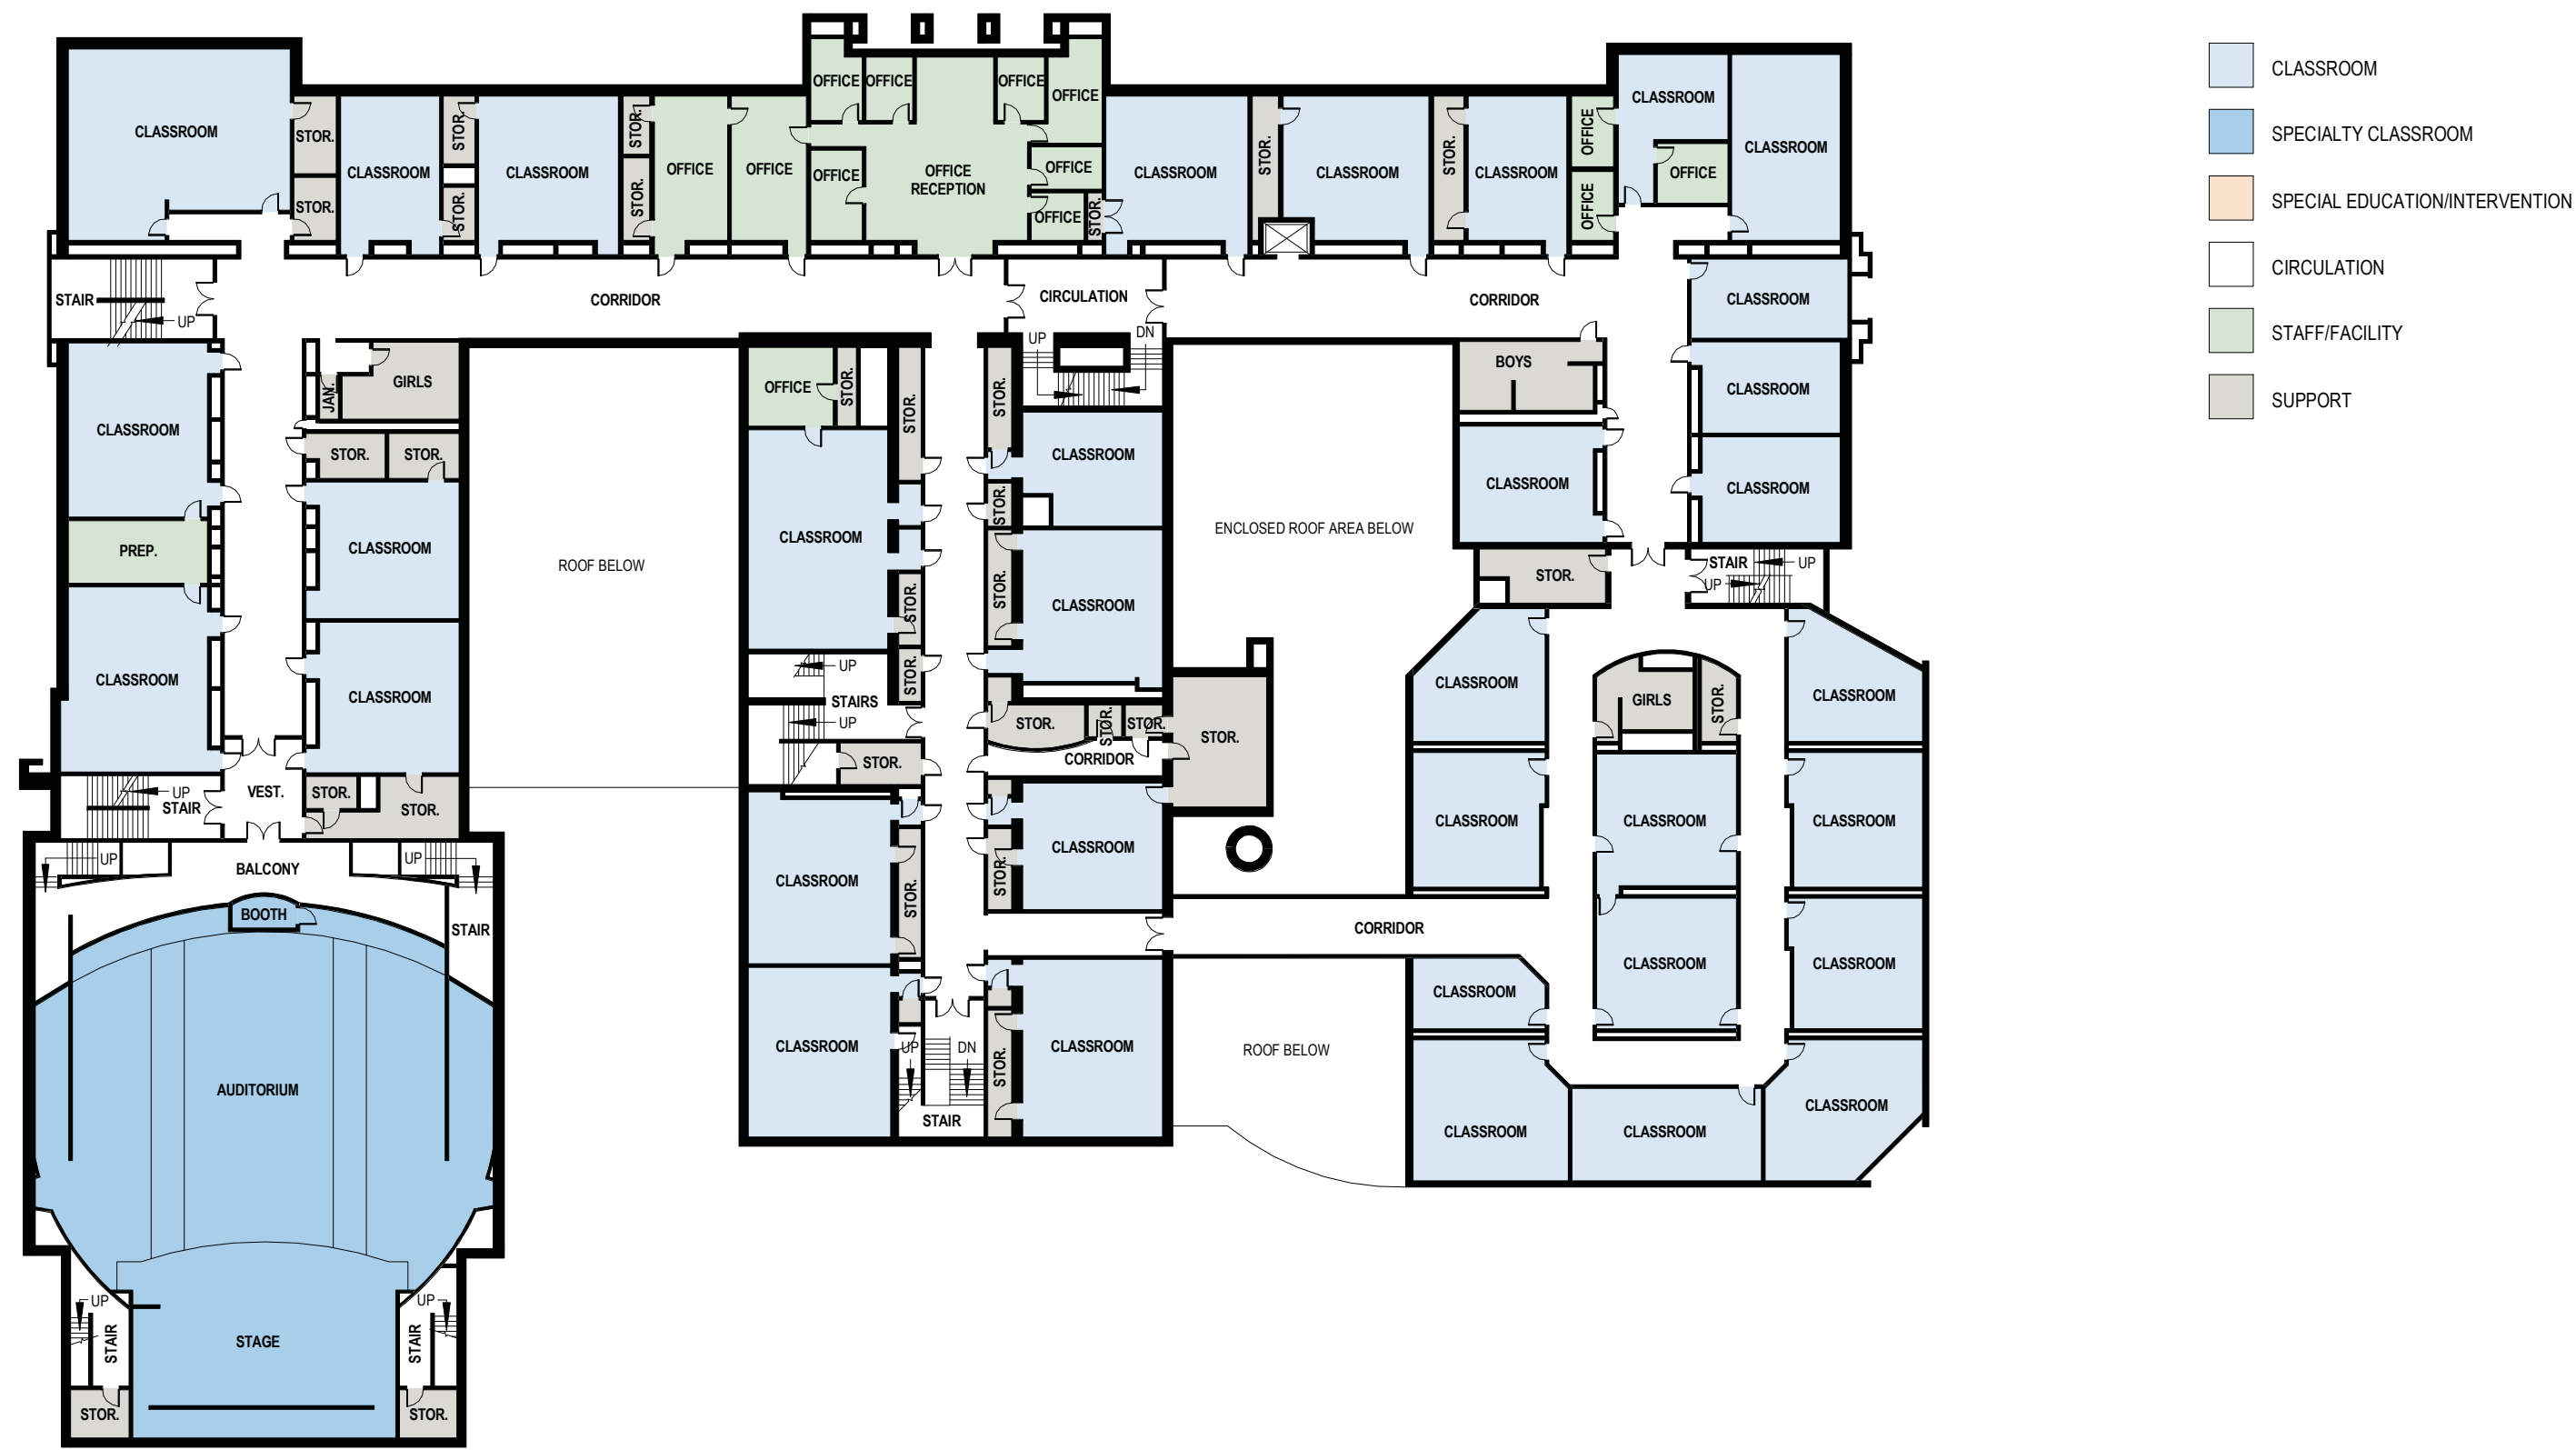 OFFICE
OFFICE
OFFICE
OFFICE
CLASSROOM
CLASSROOM
CLASSROOM
SPECIALTY CLASSROOM
SPECIAL EDUCATION/INTERVENTION
CIRCULATION
STAFF/FACILITY
SUPPORT
STOR.
STOR.
CLASSROOM
STOR.
STOR.
CLASSROOM
STOR.
STOR.
OFFICE
OFFICE
OFFICE
OFFICE
RECEPTION
OFFICE
OFFICE
STOR.
CLASSROOM
STOR.
CLASSROOM
STOR.
CLASSROOM
OFFICE
OFFICE
OFFICE
CLASSROOM
STAIR
UP
CORRIDOR
CIRCULATION
UP
DN
CORRIDOR
CLASSROOM
JAN.
GIRLS
OFFICE
STOR.
STOR.
STOR.
BOYS
CLASSROOM
CLASSROOM
STOR.
STOR.
CLASSROOM
CLASSROOM
CLASSROOM
PREP.
CLASSROOM
ROOF BELOW
CLASSROOM
STOR.
STOR.
CLASSROOM
STOR.
ENCLOSED ROOF AREA BELOW
STOR.
STAIR
UP
UP
CLASSROOM
CLASSROOM
UP
STAIRS
UP
STOR.
STOR.
STOR.
STOR.
STOR.
CORRIDOR
STOR.
CLASSROOM
GIRLS
STOR.
CLASSROOM
UP
STAIR
VEST.
STOR.
STOR.
CLASSROOM
STOR.
STOR.
CLASSROOM
CLASSROOM
CLASSROOM
CLASSROOM
UP
BALCONY
UP
BOOTH
STAIR
CORRIDOR
CLASSROOM
CLASSROOM
CLASSROOM
CLASSROOM
UP
DN
STOR.
CLASSROOM
STAIR
ROOF BELOW
AUDITORIUM
CLASSROOM
CLASSROOM
CLASSROOM
UP
STAIR
STAGE
UP
STAIR
STOR.
STOR.